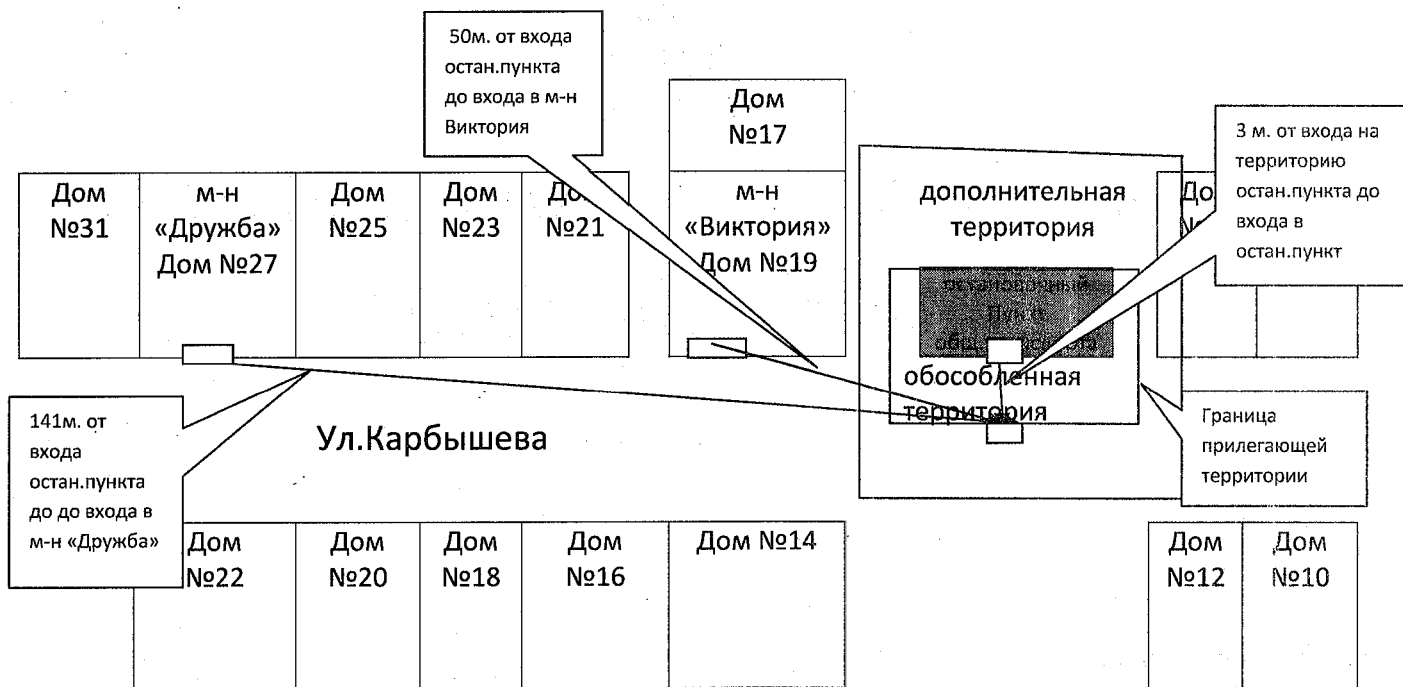 50м. от входа
остан.пункта
до входа в м-н
Виктория
Дом
№17
3 м. от входа на
территорию
остан.пункта до
входа в
остан.пункт
Дом
№31
м-н
«Дружба»
Дом №27
Дом
№25
Дом
№23
№21
м-н
«Виктория»
Дом №19
дополнительная
территория
остановочный
обособленная
территория
141м. от
входа
остан.пункта
до до входа в
м-н «Дружба»
Ул.Карбышева
Граница
прилегающей
территории
Дом
№22
Дом
№20
Дом
№18
Дом
№16
Дом №14
Дом
№12
Дом
№10